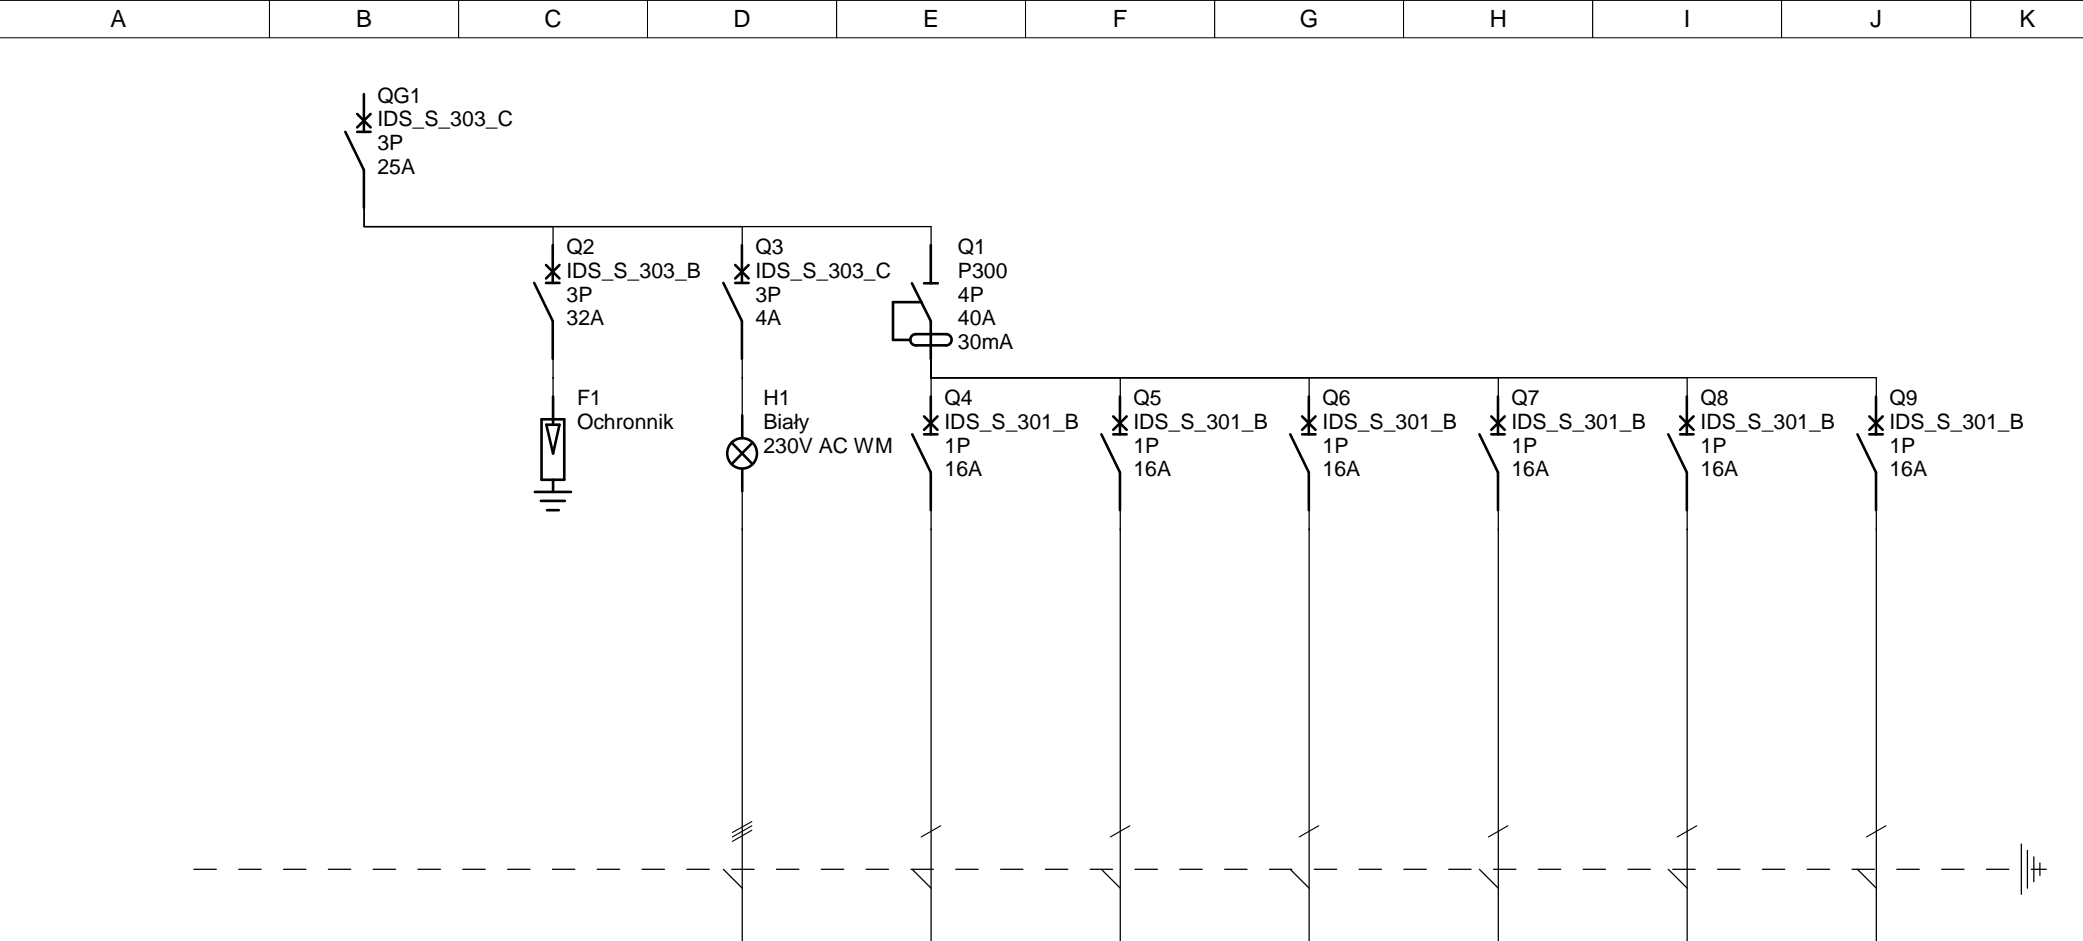 A B C D E F G H I J K
QG1
IDS_S_303_C
3P
25A
Q2
IDS_S_303_B
3P
32A
Q3
IDS_S_303_C
3P
4A
Q1
P300
4P
40A
30mA
F1
Ochronnik
H1
Biały
230V AC WM
Q4
IDS_S_301_B
1P
16A
Q5
IDS_S_301_B
1P
16A
Q6
IDS_S_301_B
1P
16A
Q7
IDS_S_301_B
1P
16A
Q8
IDS_S_301_B
1P
16A
Q9
IDS_S_301_B
1P
16A